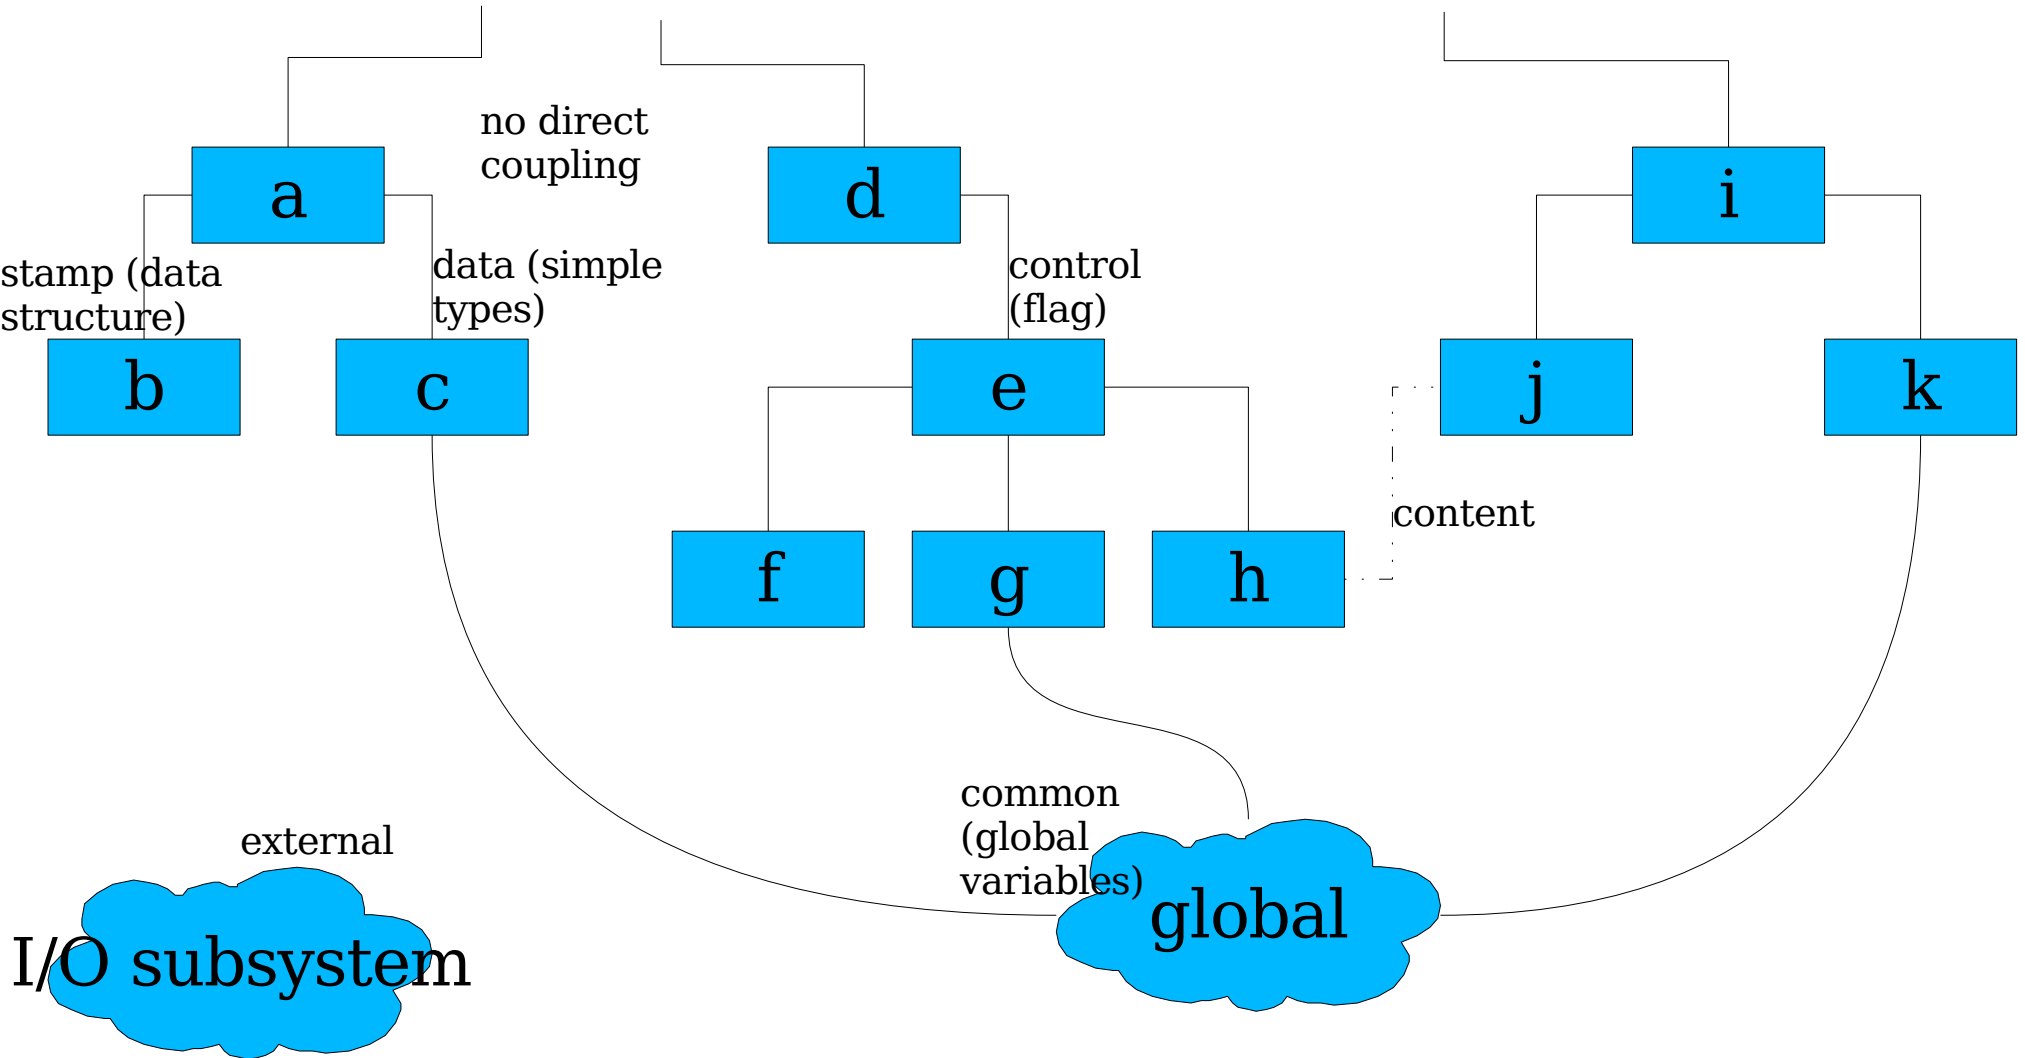 no direct
coupling
a
d
i
stamp (data
structure)
data (simple
types)
control
(flag)
b
c
e
j
k
content
f
g
h
common
(global
variables)
external
global
I/O subsystem